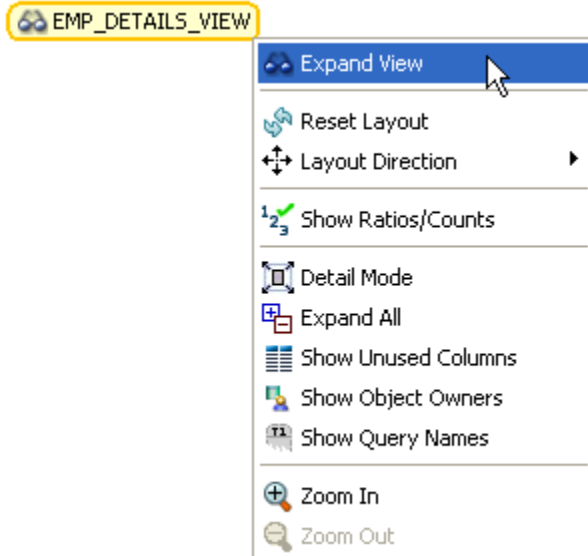 EMP_DETAILS_VIEW
Expand View
Reset Layout
Layout Direction
Show Ratios/Counts
Detail Mode
Expand All
Show Unused Columns
Show Object Owners
Show Query Names
Zoom In
Zoom Out